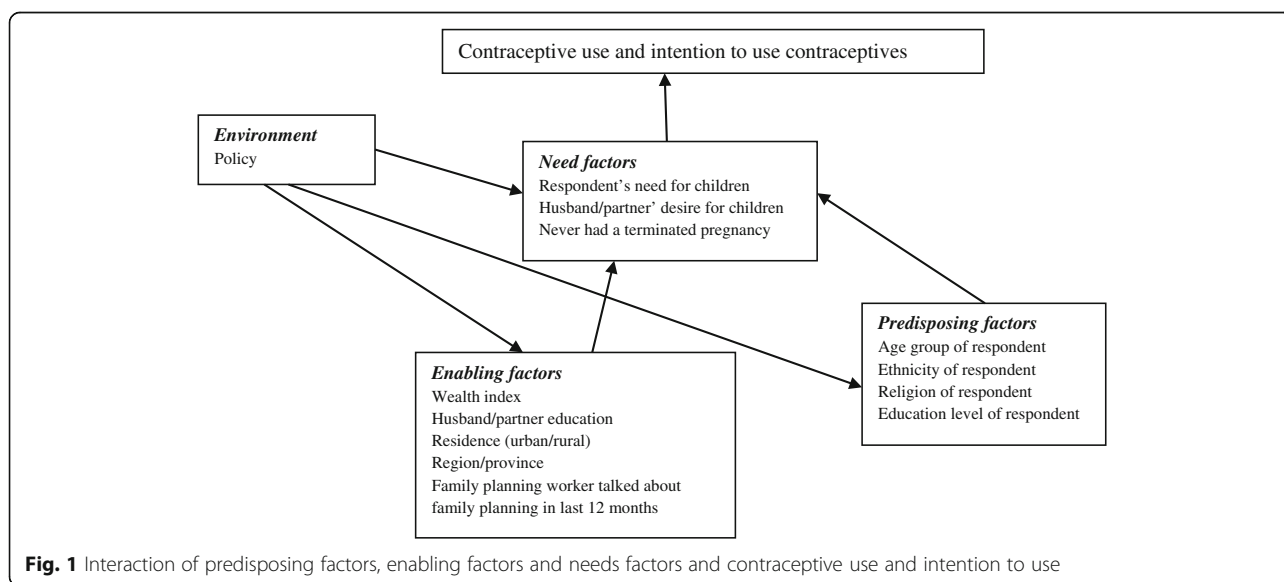 Contraceptive use and intention to use contraceptives
Environment
Policy
Need factors
Respondent's need for children
Husband/partner' desire for children
Never had a terminated pregnancy
Predisposing factors
Age group of respondent
Ethnicity of respondent
Religion of respondent
Education level of respondent
Enabling factors
Wealth index
Husband/partner education
Residence (urban/rural)
Region/province
Family planning worker talked about
family planning in last 12 months
Fig. 1 Interaction of predisposing factors, enabling factors and needs factors and contraceptive use and intention to use